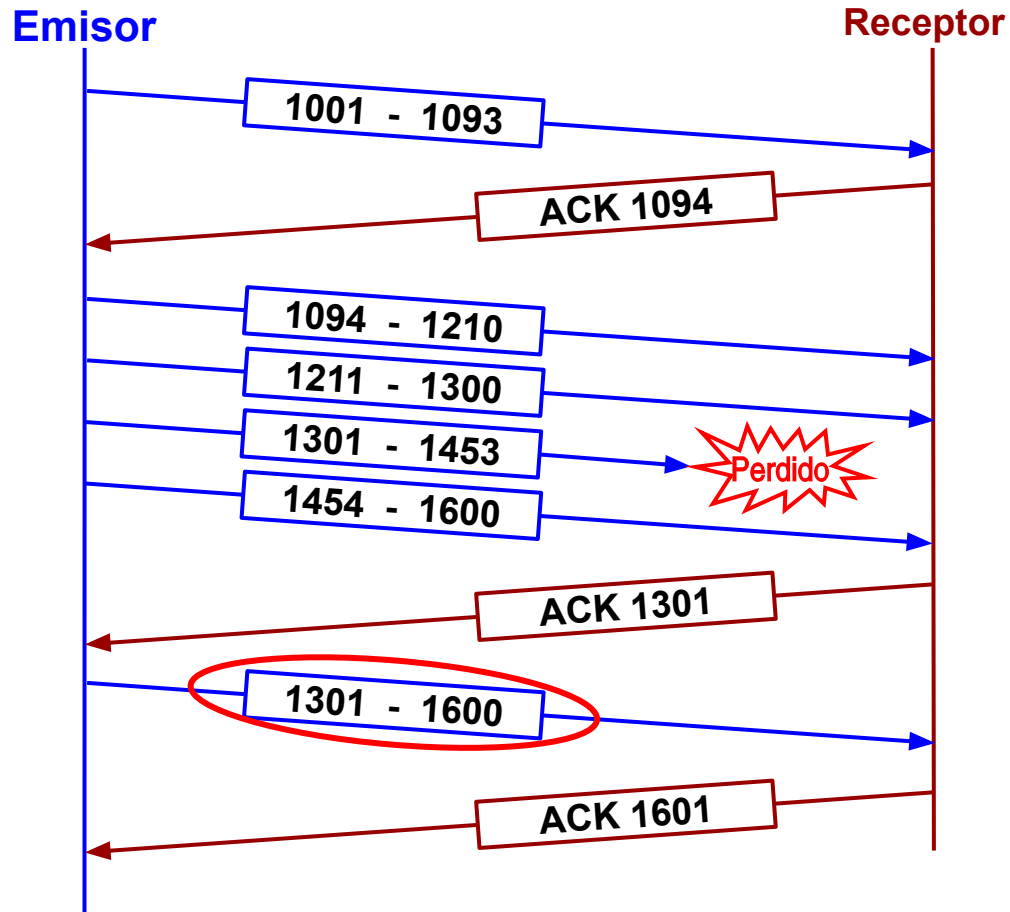 Emisor
Receptor
1001 - 1093
ACK 1094
1094 - 1210
1211 - 1300
1301 - 1453
Perdido
1454 - 1600
ACK 1301
1301 - 1600
ACK 1601